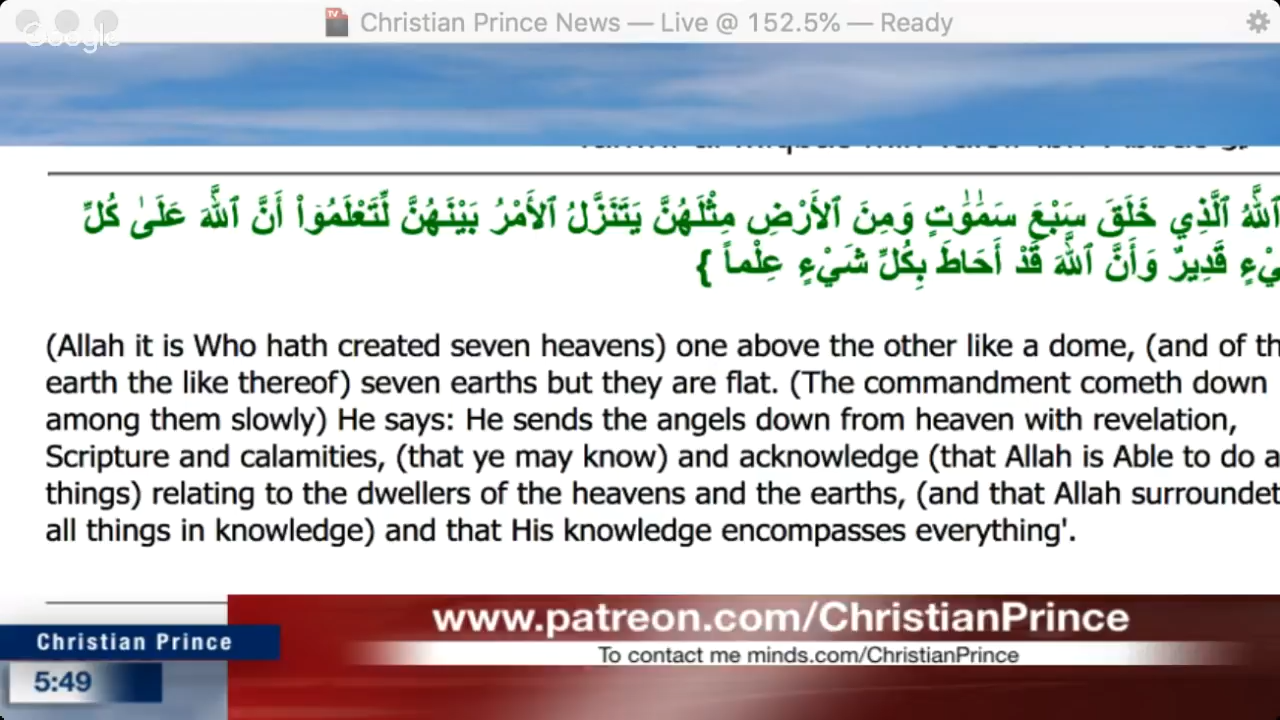 Christian Prince News — Live @ 152.5% — Ready
Google
ٱللَّهُ ٱلَّذِي خَلَقَ سَبْعَ سَمَٰوَٰتٍ وَمِنَ ٱلأَرْضِ مِثْلَهُنَّ يَتَنَزَّلُ ٱلأَمْرُ بَيْنَهُنَّ لِّتَعْلَمُوۤاْ أَنَّ ٱللَّهَ عَلَىٰ كُلِّ
قَدِيرٌ وَأَنَّ ٱللَّهَ قَدْ أَحَاطَ بِكُلِّ شَيْءٍ عِلْماً }
(Allah it is Who hath created seven heavens) one above the other like a dome, (and of th
earth the like thereof) seven earths but they are flat. (The commandment cometh down
among them slowly) He says: He sends the angels down from heaven with revelation,
Scripture and calamities, (that ye may know) and acknowledge (that Allah is Able to do a
things) relating to the dwellers of the heavens and the earths, (and that Allah surroundet
all things in knowledge) and that His knowledge encompasses everything'.
www.patreon.com/ChristianPrince
To contact me minds.com/ChristianPrince
Christian Prince
5:49